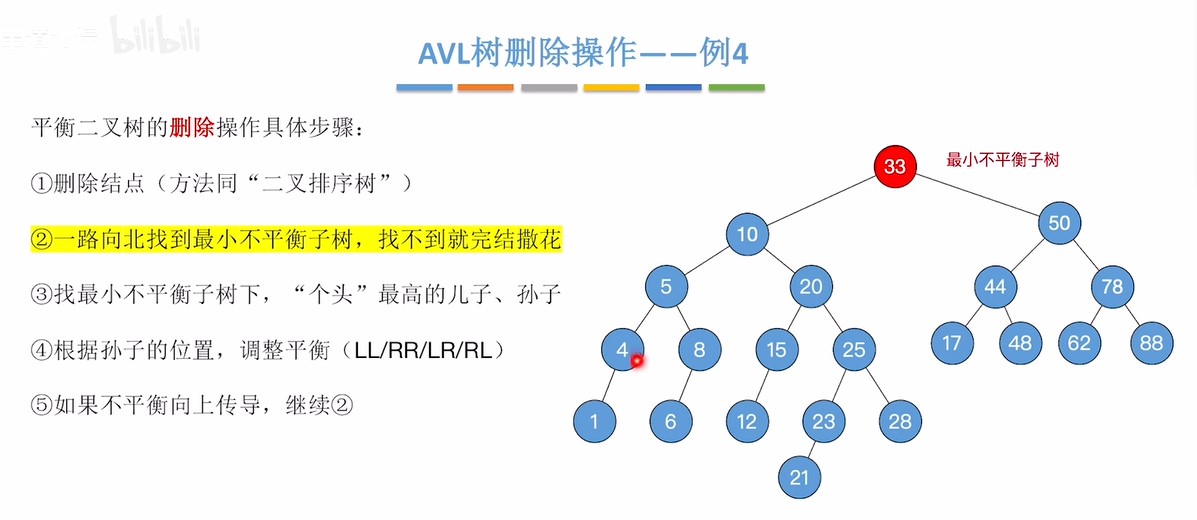 bilibili
AVL树删除操作——例4
平衡二叉树的删除操作具体步骤：
①删除结点（方法同“二叉排序树”）
②一路向北找到最小不平衡子树，找不到就完结撒花
③找最小不平衡子树下，“个头”最高的儿子、孙子
④根据孙子的位置，调整平衡（LL/RR/LR/RL）
⑤如果不平衡向上传导，继续②
33 最小不平衡子树
10 50
5 20 44 78
4 8 15 25 17 48 62 88
1 6 12 23 28
21